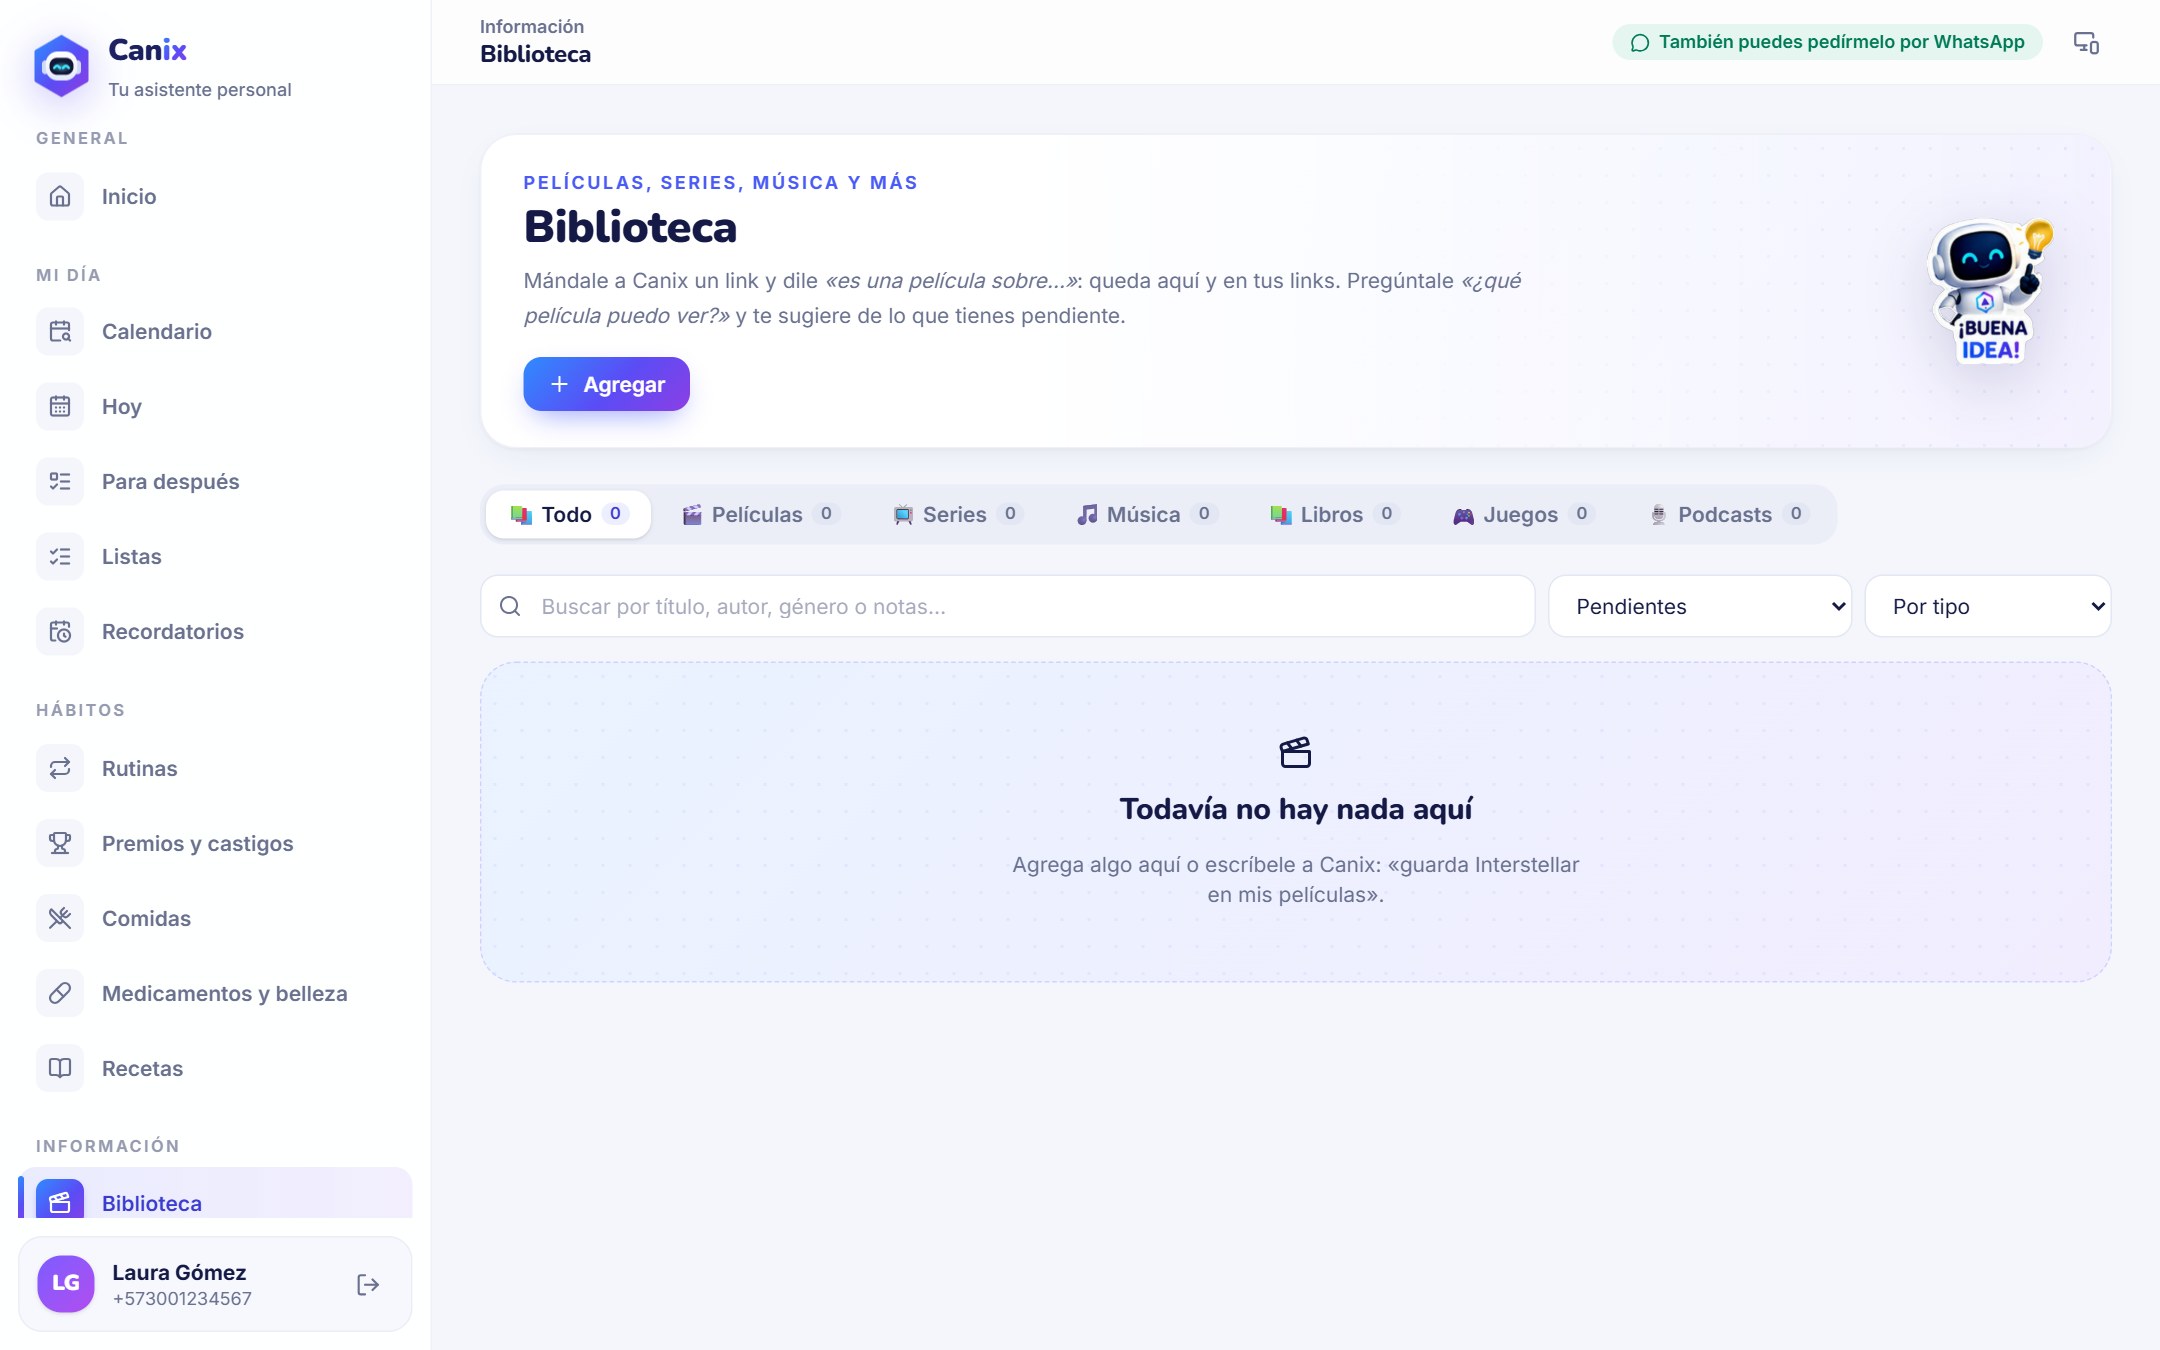 Canix
Tu asistente personal
GENERAL
Inicio
MI DÍA
Calendario
Hoy
Para después
Listas
Recordatorios
HÁBITOS
Rutinas
Premios y castigos
Comidas
Medicamentos y belleza
Recetas
INFORMACIÓN
Biblioteca
LG
Laura Gómez
+573001234567
Información
Biblioteca
También puedes pedírmelo por WhatsApp
PELÍCULAS, SERIES, MÚSICA Y MÁS
Biblioteca
Mándale a Canix un link y dile «es una película sobre...»: queda aquí y en tus links. Pregúntale «¿qué
película puedo ver?» y te sugiere de lo que tienes pendiente.
Agregar
¡BUENA
IDEA!
Todo 0 Películas 0 Series 0 Música 0 Libros 0 Juegos 0 Podcasts 0
Buscar por título, autor, género o notas...
Pendientes
Por tipo
Todavía no hay nada aquí
Agrega algo aquí o escríbele a Canix: «guarda Interstellar
en mis películas».